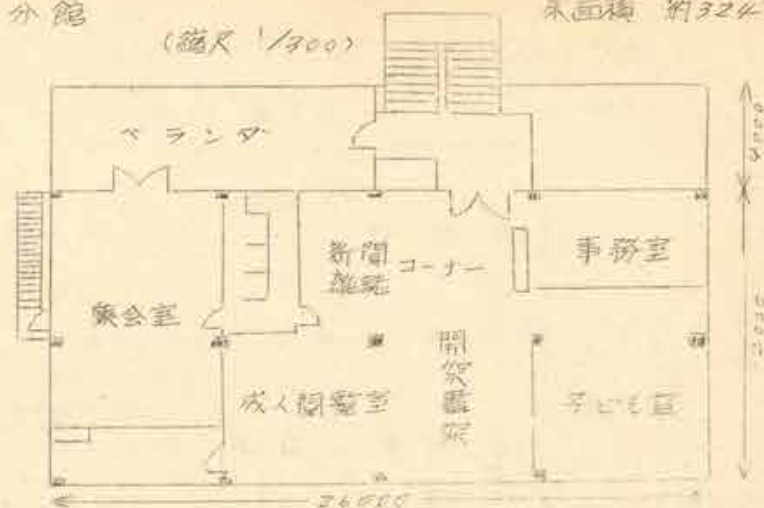 分館
(縮尺 1/300)
床面積 約324
ベランダ
新聞
雑誌
コーナー
事務室
集会室
成人閲覧室
開架書架
子ども室
26000